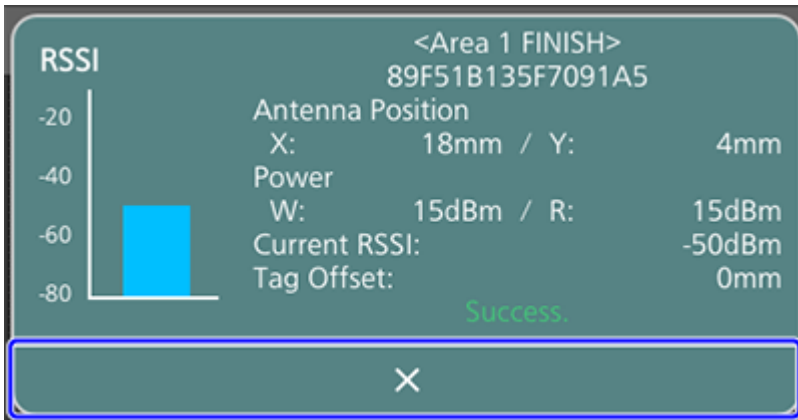 RSSI
-20
-40
-60
-80
<Area 1 FINISH>
89F51B135F7091A5
Antenna Position
X: 18mm / Y: 4mm
Power
W: 15dBm / R: 15dBm
Current RSSI: -50dBm
Tag Offset: 0mm
Success.